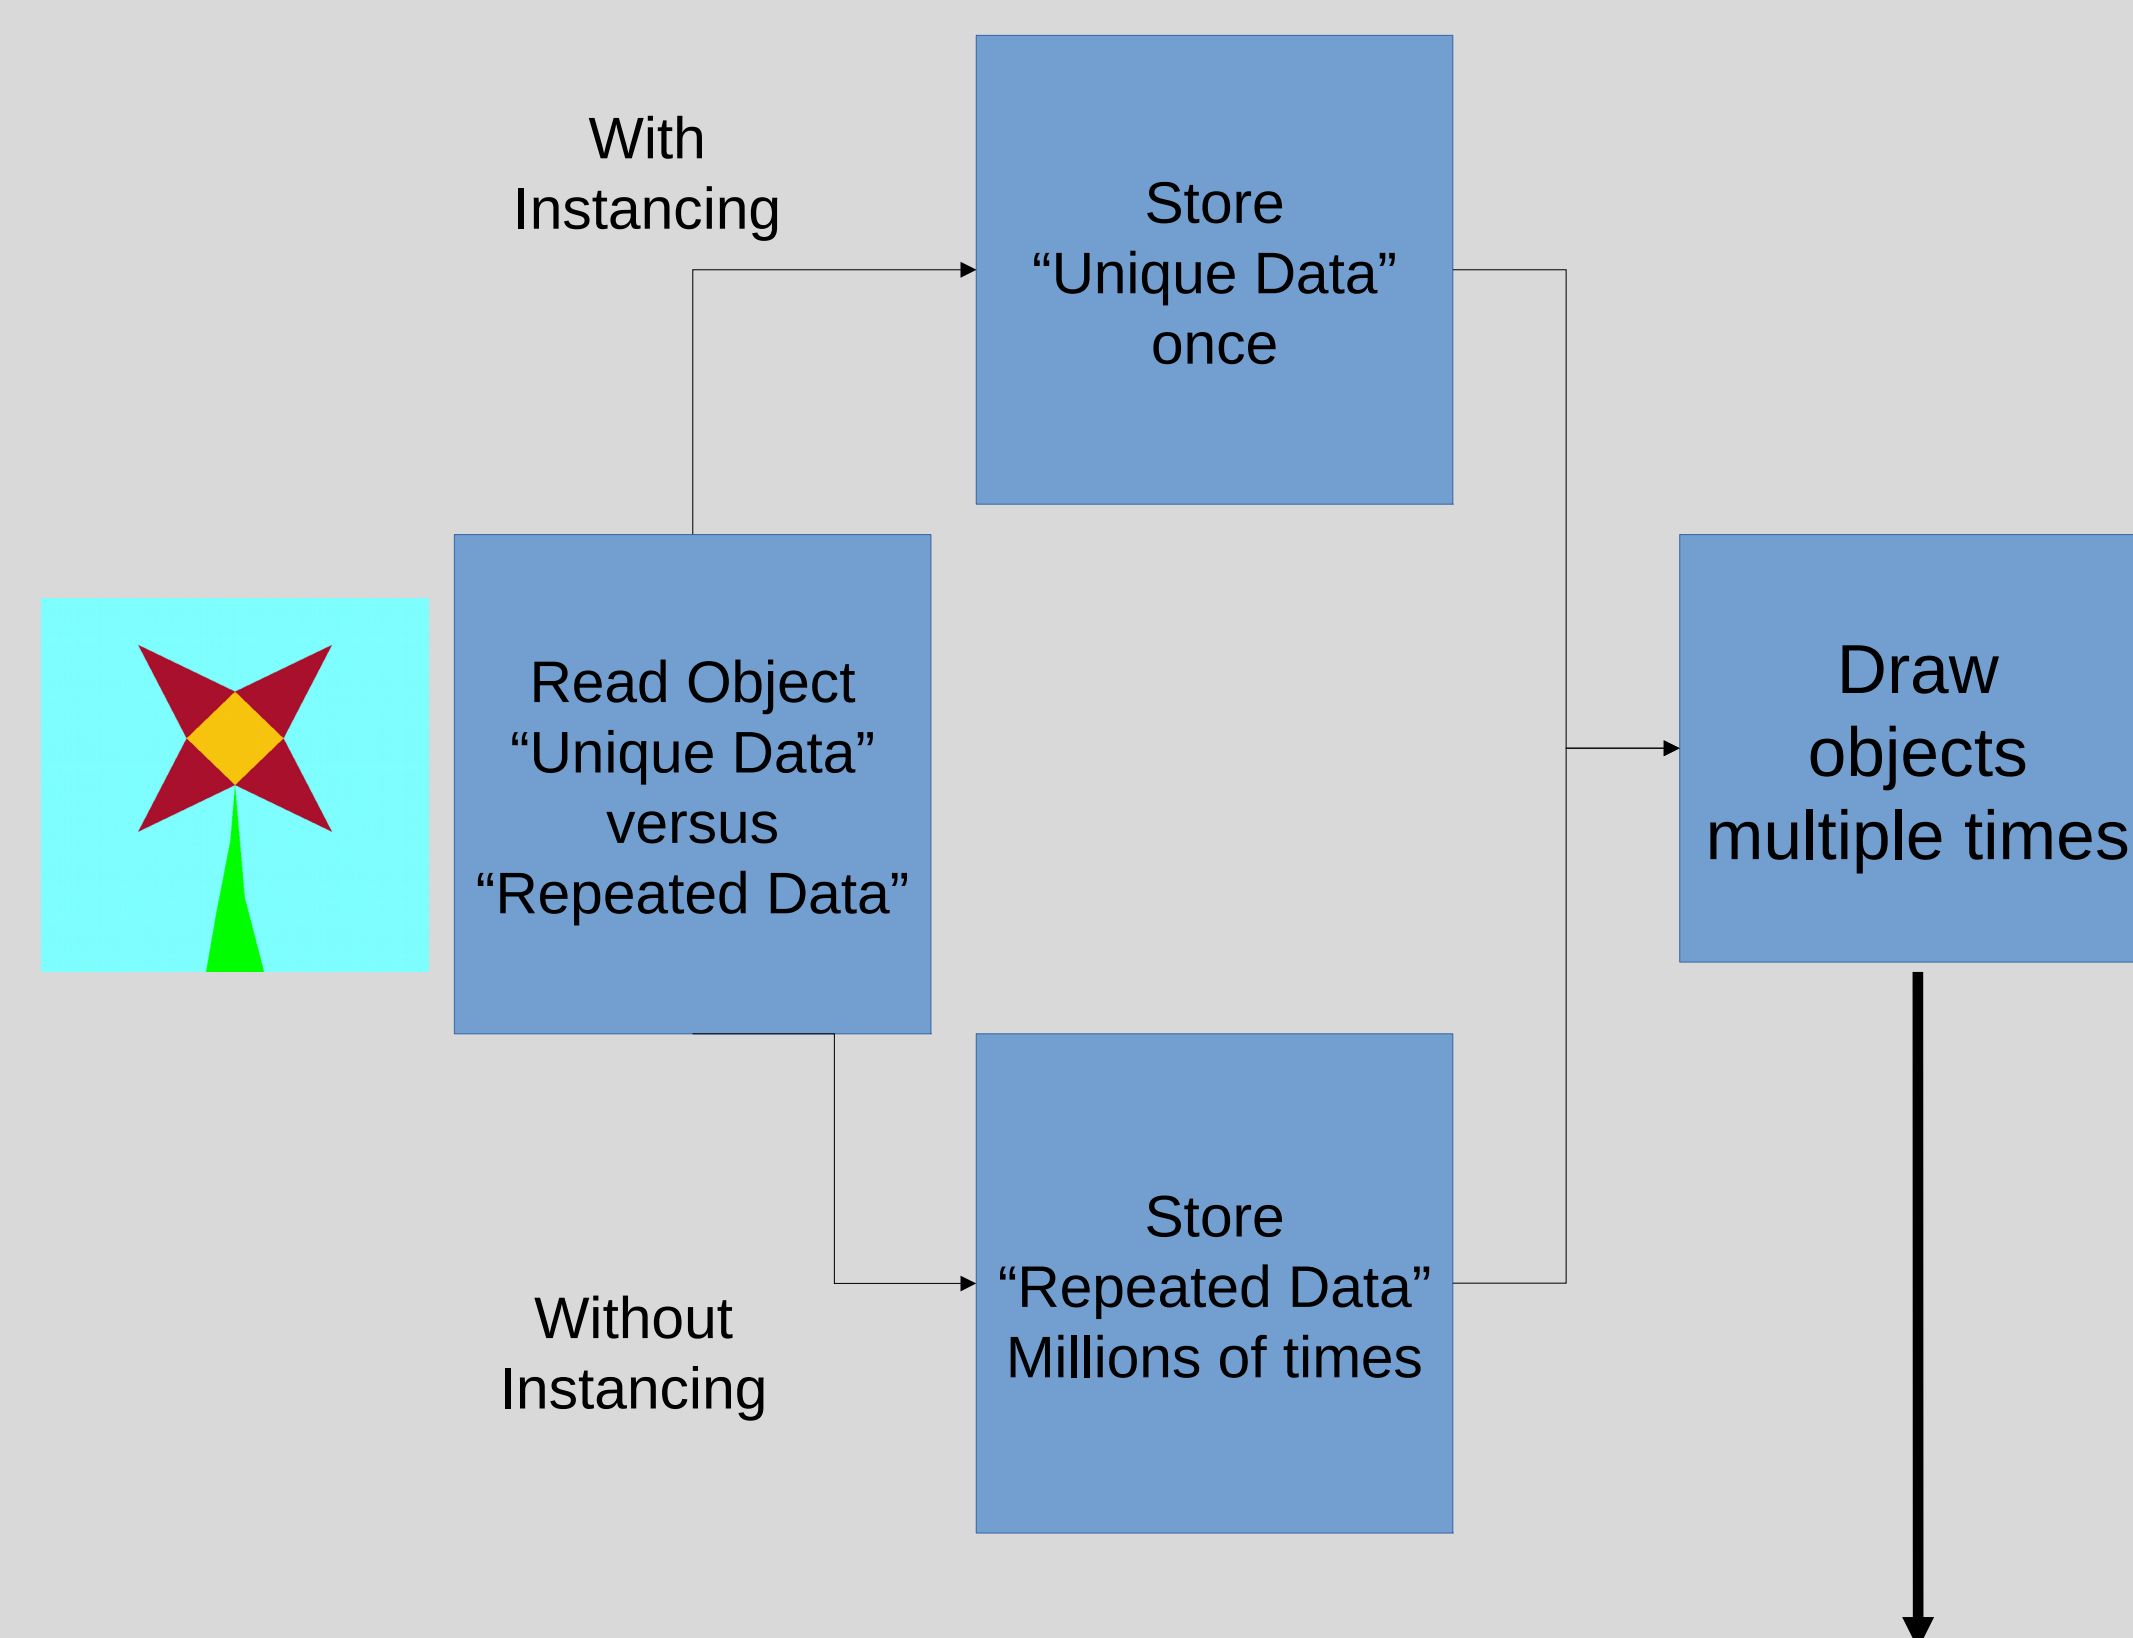 With
Instancing
Store
“Unique Data”
once
Read Object
“Unique Data”
versus
“Repeated Data”
Draw
objects
multiple times
Store
“Repeated Data”
Millions of times
Without
Instancing